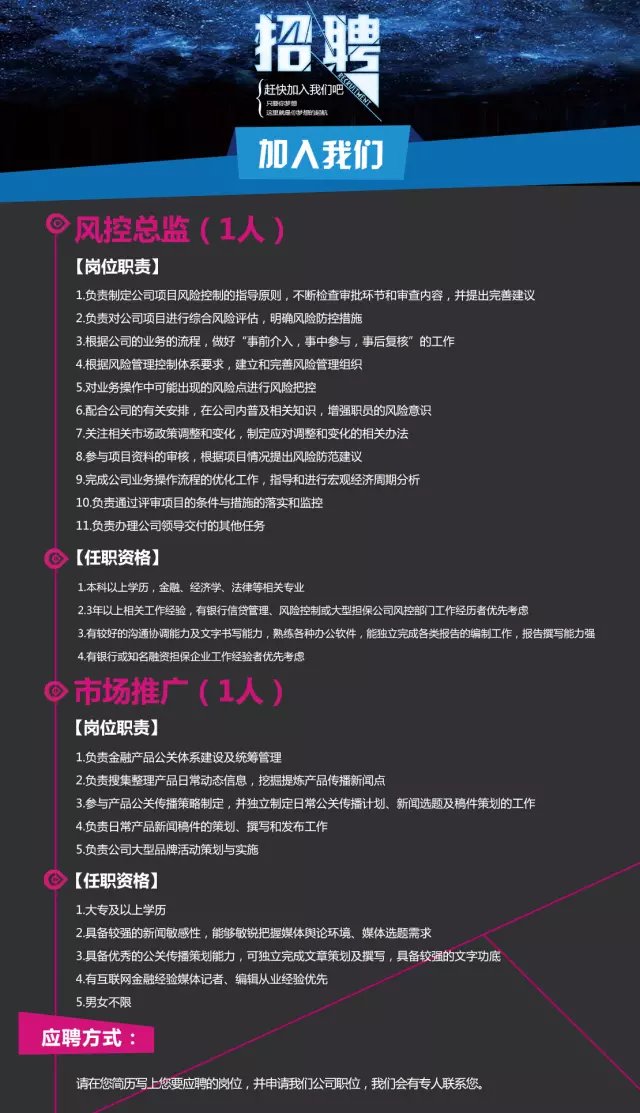 招聘
RECRUITMENT
赶快加入我们吧
只要你梦想
这里就是你梦想的起航
加入我们
风控总监（1人）
【岗位职责】
1.负责制定公司项目风险控制的指导原则，不断检查审批环节和审查内容，并提出完善建议
2.负责对公司项目进行综合风险评估，明确风险防控措施
3.根据公司的业务的流程，做好“事前介入，事中参与，事后复核”的工作
4.根据风险管理控制体系要求，建立和完善风险管理组织
5.对业务操作中可能出现的风险点进行风险把控
6.配合公司的有关安排，在公司内普及相关知识，增强职员的风险意识
7.关注相关市场政策调整和变化，制定应对调整和变化的相关办法
8.参与项目资料的审核，根据项目情况提出风险防范建议
9.完成公司业务操作流程的优化工作，指导和进行宏观经济周期分析
10.负责通过评审项目的条件与措施的落实和监控
11.负责办理公司领导交付的其他任务
【任职资格】
1.本科以上学历，金融、经济学、法律等相关专业
2.3年以上相关工作经验，有银行信贷管理、风险控制或大型担保公司风控部门工作经历者优先考虑
3.有较好的沟通协调能力及文字书写能力，熟练各种办公软件，能独立完成各类报告的编制工作，报告撰写能力强
4.有银行或知名融资担保企业工作经验者优先考虑
市场推广（1人）
【岗位职责】
1.负责金融产品公关体系建设及统筹管理
2.负责搜集整理产品日常动态信息，挖掘提炼产品传播新闻点
3.参与产品公关传播策略制定，并独立制定日常公关传播计划、新闻选题及稿件策划的工作
4.负责日常产品新闻稿件的策划、撰写和发布工作
5.负责公司大型品牌活动策划与实施
【任职资格】
1.大专及以上学历
2.具备较强的新闻敏感性，能够敏锐把握媒体舆论环境、媒体选题需求
3.具备优秀的公关传播策划能力，可独立完成文章策划及撰写，具备较强的文字功底
4.有互联网金融经验媒体记者、编辑从业经验优先
5.男女不限
应聘方式：
请在您简历写上您要应聘的岗位，并申请我们公司职位，我们会有专人联系您。